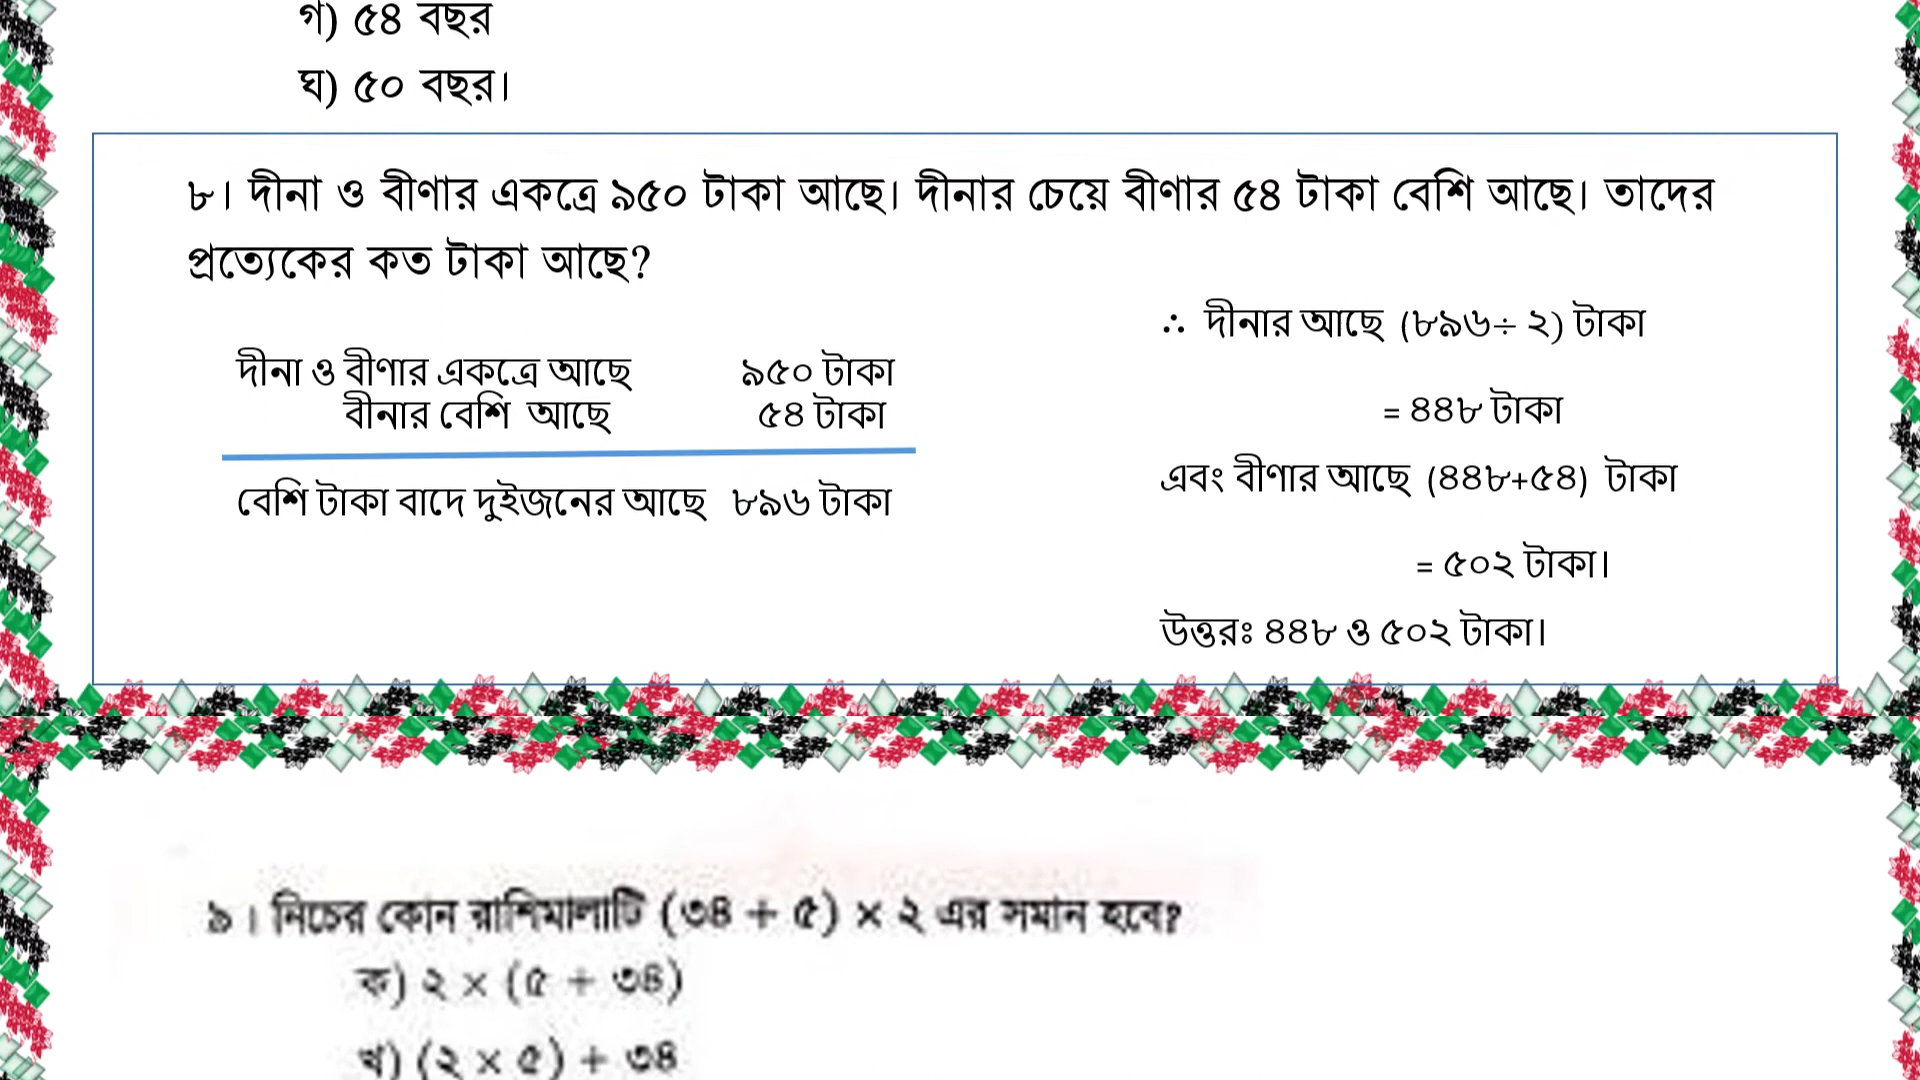 গ) ৫৪ বছর
ঘ) ৫০ বছর।
৮। দীনা ও বীণার একত্রে ৯৫০ টাকা আছে। দীনার চেয়ে বীণার ৫৪ টাকা বেশি আছে। তাদের
প্রত্যেকের কত টাকা আছে?
দীনা ও বীণার একত্রে আছে ৯৫০ টাকা
বীনার বেশি আছে ৫৪ টাকা
বেশি টাকা বাদে দুইজনের আছে ৮৯৬ টাকা
∴ দীনার আছে (৮৯৬÷ ২) টাকা
= ৪৪৮ টাকা
এবং বীণার আছে (৪৪৮+৫৪) টাকা
= ৫০২ টাকা।
উত্তরঃ ৪৪৮ ও ৫০২ টাকা।
৯। নিচের কোন রাশিমালাটি (৩৪ + ৫) × ২ এর সমান হবে?
ক) ২ × (৫ + ৩৪)
খ) (২ × ৫) + ৩৪